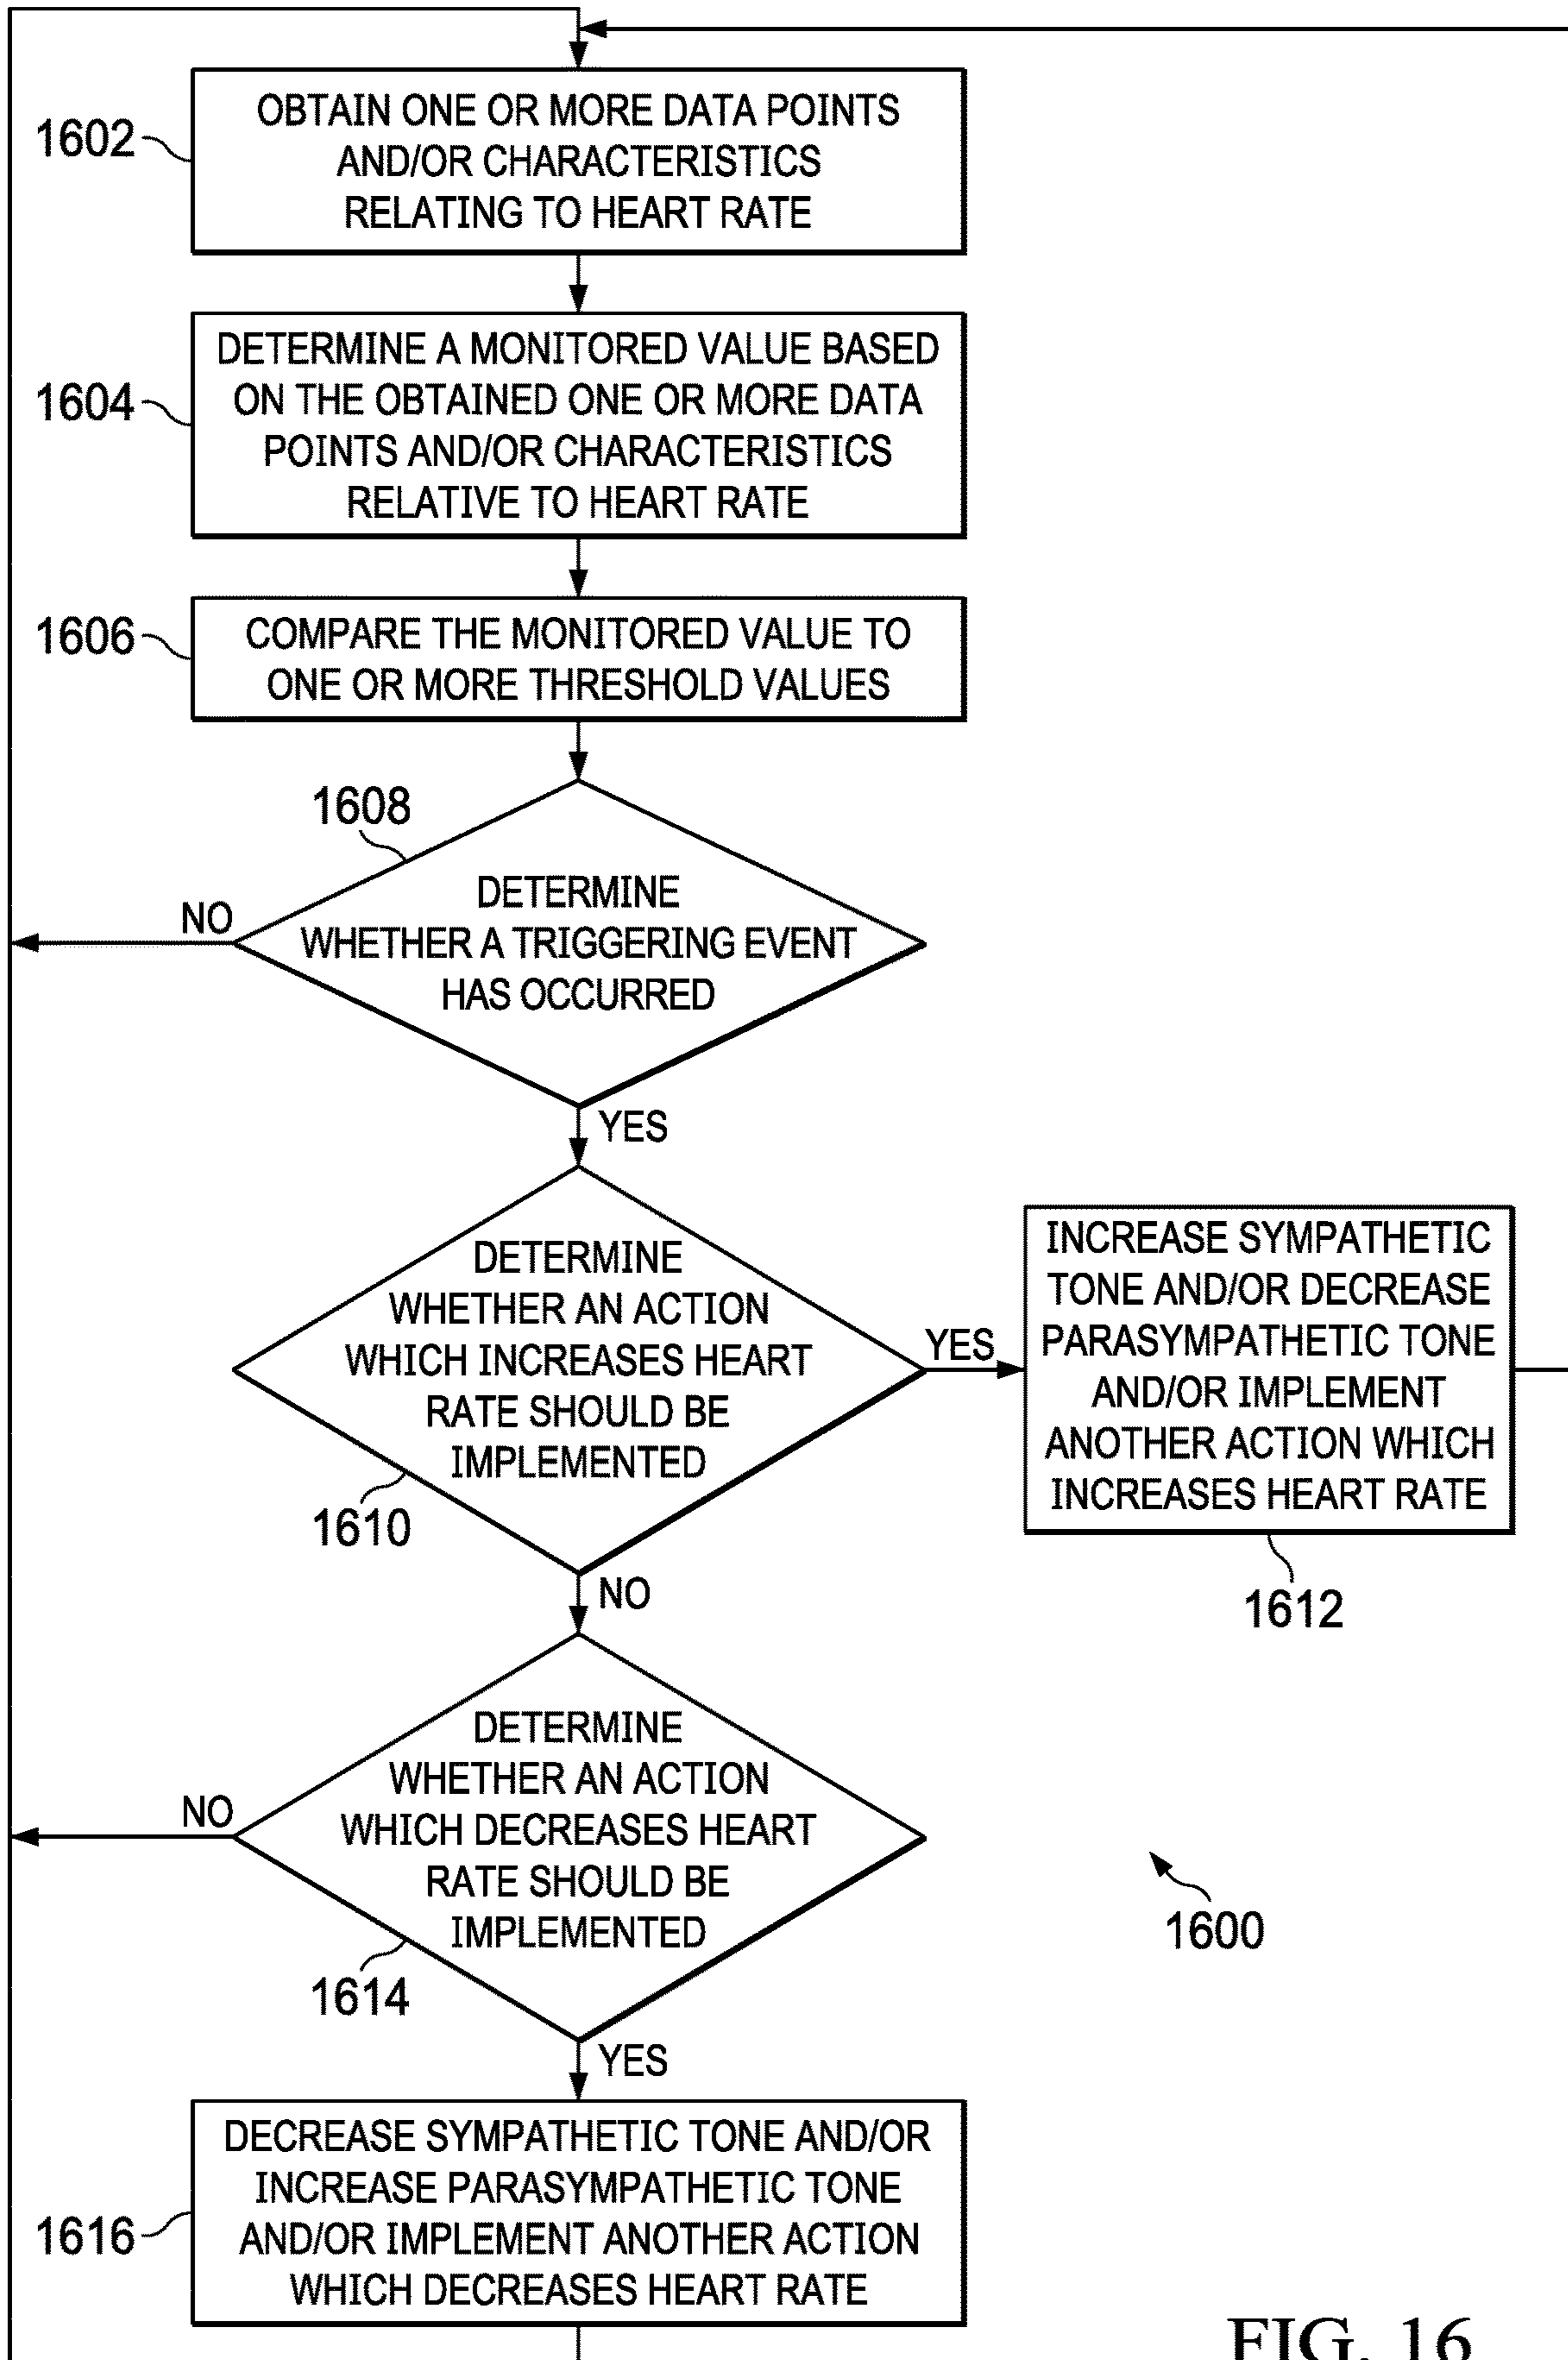 1602
OBTAIN ONE OR MORE DATA POINTS
AND/OR CHARACTERISTICS
RELATING TO HEART RATE
1604
DETERMINE A MONITORED VALUE BASED
ON THE OBTAINED ONE OR MORE DATA
POINTS AND/OR CHARACTERISTICS
RELATIVE TO HEART RATE
1606
COMPARE THE MONITORED VALUE TO
ONE OR MORE THRESHOLD VALUES
1608
DETERMINE
WHETHER A TRIGGERING EVENT
HAS OCCURRED
NO
YES
DETERMINE
WHETHER AN ACTION
WHICH INCREASES HEART
RATE SHOULD BE
IMPLEMENTED
1610
YES
INCREASE SYMPATHETIC
TONE AND/OR DECREASE
PARASYMPATHETIC TONE
AND/OR IMPLEMENT
ANOTHER ACTION WHICH
INCREASES HEART RATE
1612
NO
DETERMINE
WHETHER AN ACTION
WHICH DECREASES HEART
RATE SHOULD BE
IMPLEMENTED
1614
NO
1600
YES
DECREASE SYMPATHETIC TONE AND/OR
INCREASE PARASYMPATHETIC TONE
AND/OR IMPLEMENT ANOTHER ACTION
WHICH DECREASES HEART RATE
1616
FIG. 16